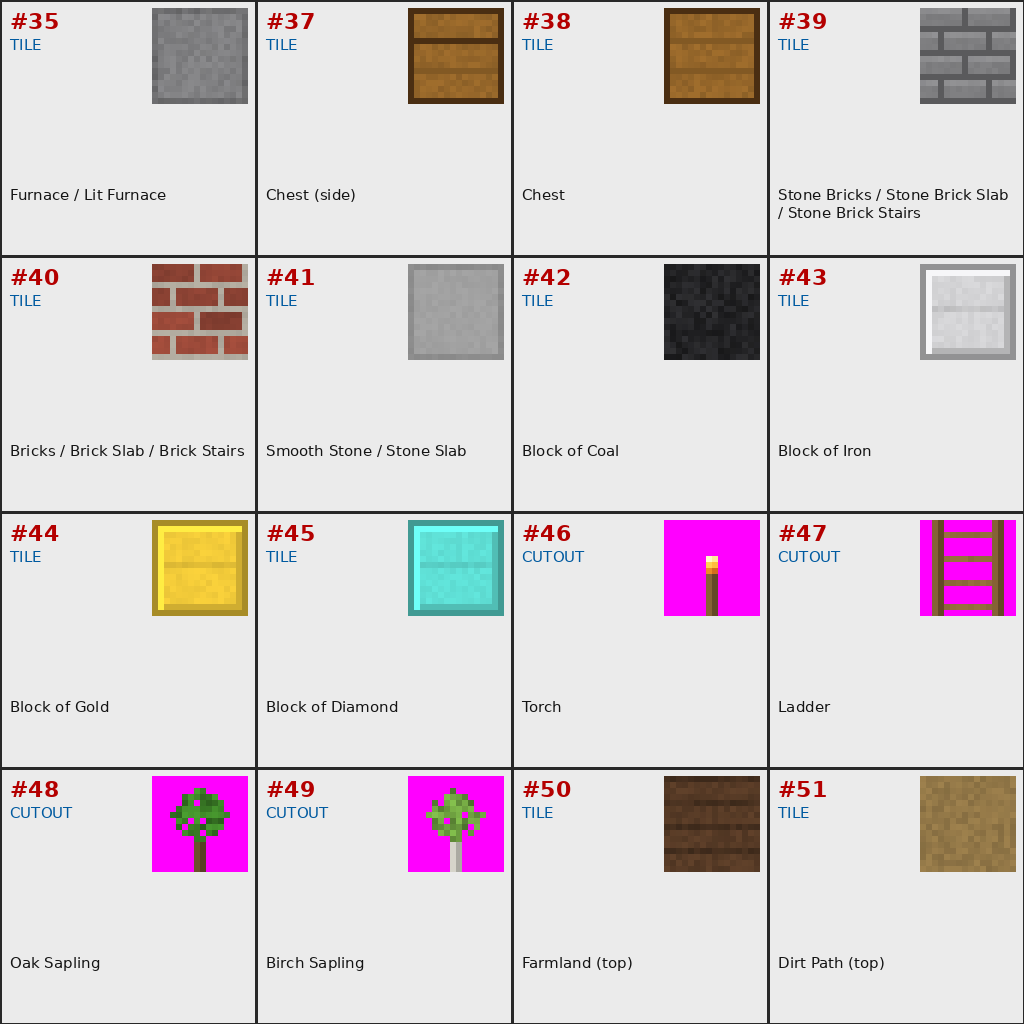 #35
TILE
Furnace / Lit Furnace
#37
TILE
Chest (side)
#38
TILE
Chest
#39
TILE
Stone Bricks / Stone Brick Slab
/ Stone Brick Stairs
#40
TILE
Bricks / Brick Slab / Brick Stairs
#41
TILE
Smooth Stone / Stone Slab
#42
TILE
Block of Coal
#43
TILE
Block of Iron
#44
TILE
Block of Gold
#45
TILE
Block of Diamond
#46
CUTOUT
Torch
#47
CUTOUT
Ladder
#48
CUTOUT
Oak Sapling
#49
CUTOUT
Birch Sapling
#50
TILE
Farmland (top)
#51
TILE
Dirt Path (top)